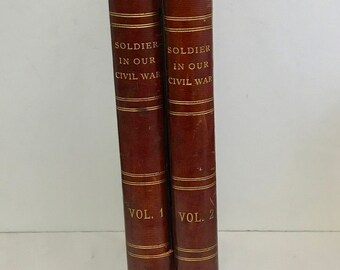 SOLDIER
IN OUR
CIVIL WAR
VOL. 1
SOLDIER
IN OUR
CIVIL WAR
VOL. 2